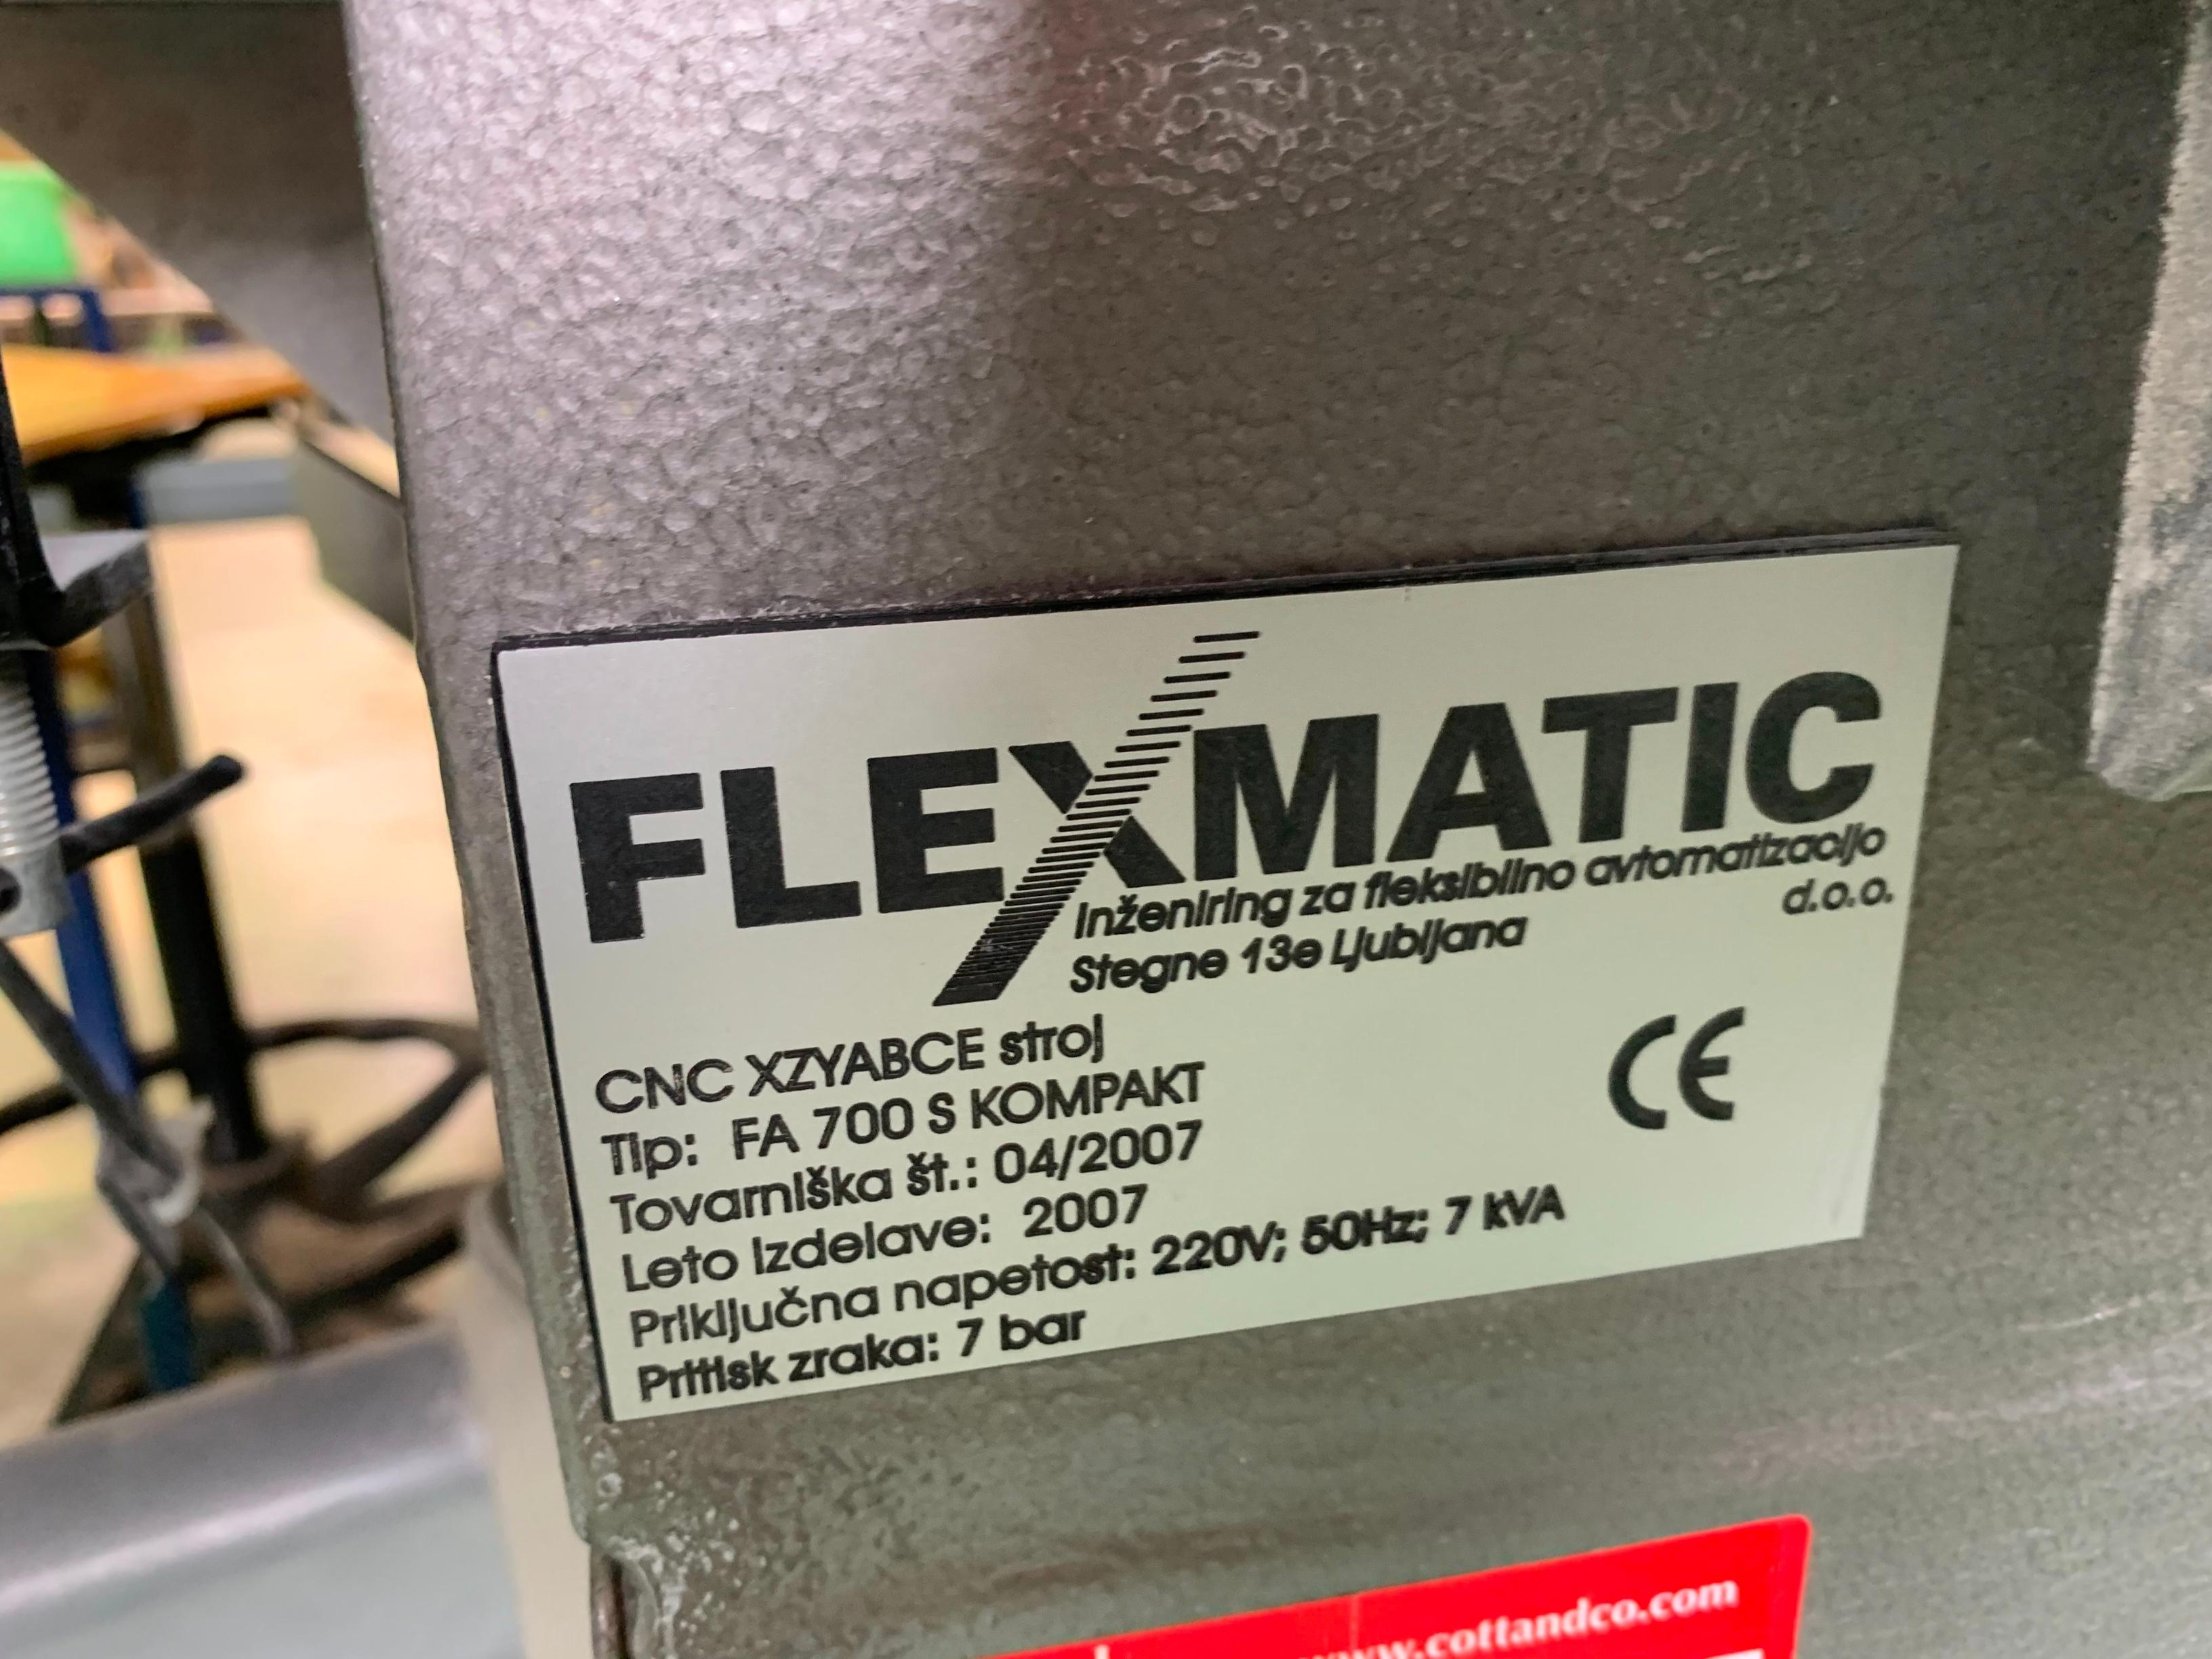 FLEXMATIC
Inženiring za fleksibilno avtomatizacijo
d.o.o.
Stegne 13e Ljubljana
CNC XZYABCE stroj
Tip: FA 700 S KOMPAKT
Tovarniška št.: 04/2007
Leto izdelave: 2007
Priključna napetost: 220V; 50Hz; 7 kVA
Pritisk zraka: 7 bar
CE
www.cottandco.com